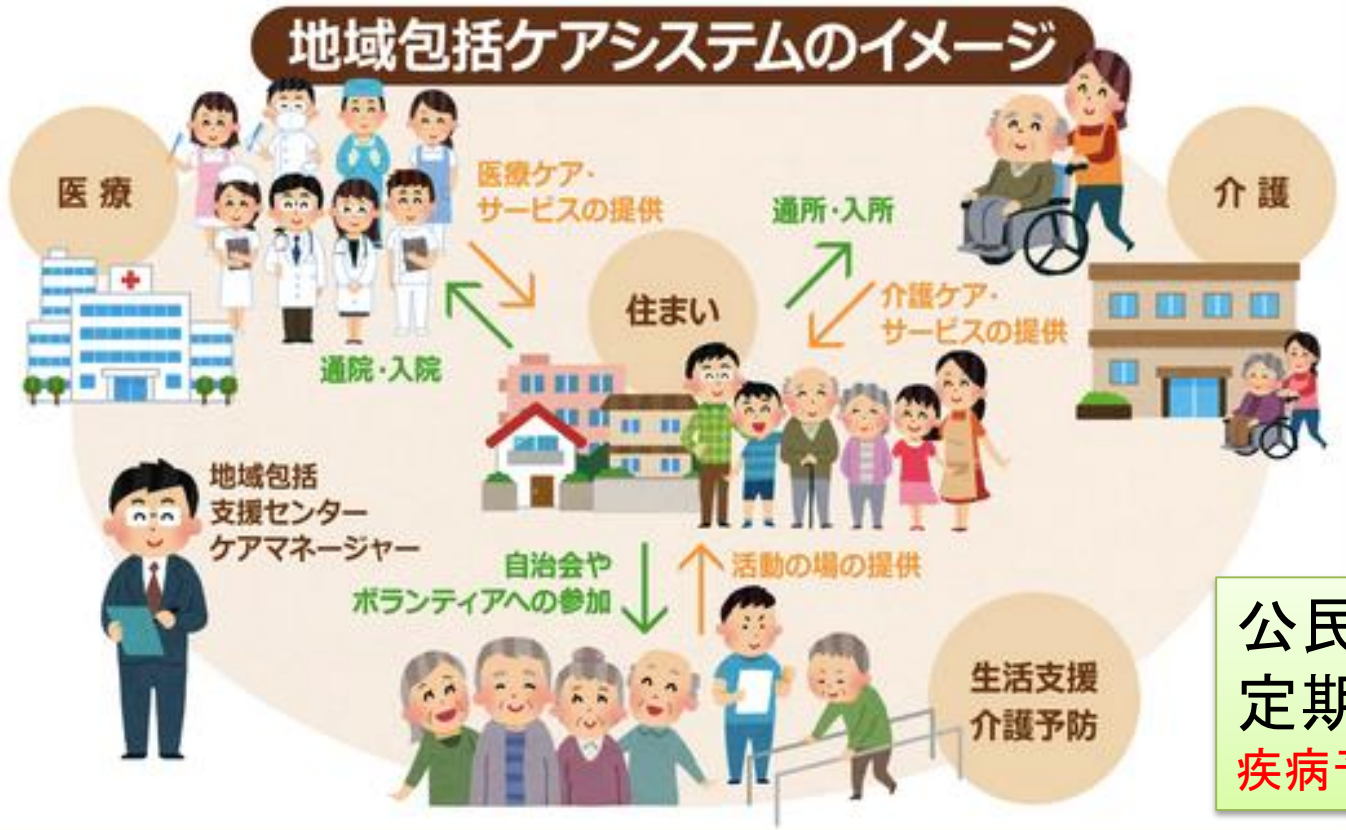 地域包括ケアシステムのイメージ
医療
医療ケア・
サービスの提供
通所・入所
介護
住まい
介護ケア・
サービスの提供
通院・入院
地域包括
支援センター
ケアマネージャー
自治会や
ボランティアへの参加
活動の場の提供
生活支援
介護予防
公民
定期
疾病